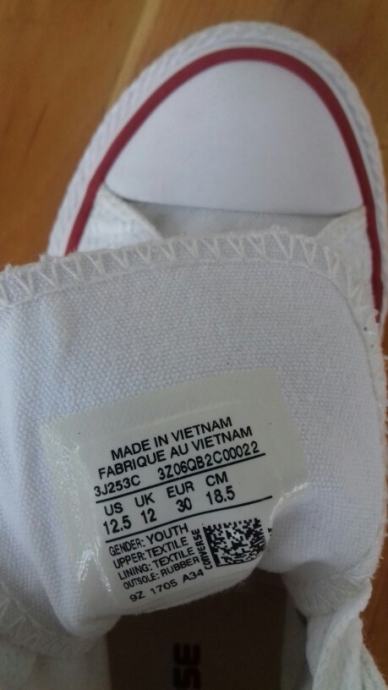 MADE IN VIETNAM
FABRIQUE AU VIETNAM
3J253C 3Z06QB2C00022
US UK EUR CM
12.5 12 30 18.5
GENDER: YOUTH
UPPER: TEXTILE
LINING: TEXTILE
OUTSOLE: RUBBER
9Z 1705 A34
CONVERSE
SE